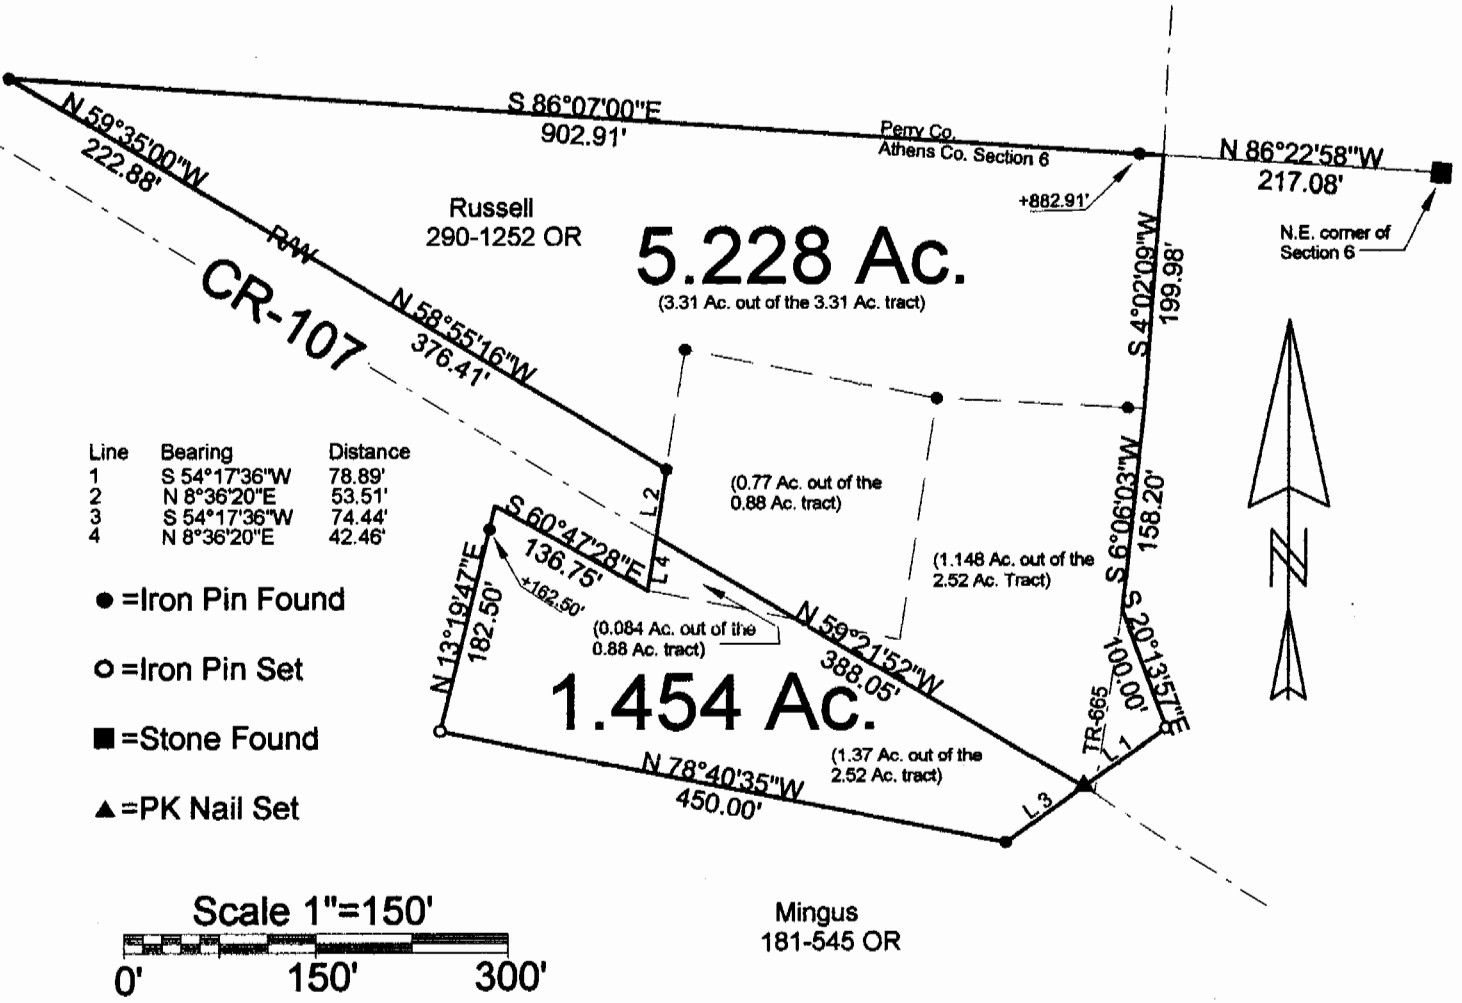 S 86°07'00"E
902.91'
Perry Co.
Athens Co. Section 6
N 86°22'58"W
217.08'
+882.91'
N.E. corner of
Section 6
N 59°35'00"W
222.88'
R/W
Russell
290-1252 OR
5.228 Ac.
(3.31 Ac. out of the 3.31 Ac. tract)
S 4°02'09"W
199.98'
CR-107
N 58°55'16"W
376.41'
Line Bearing Distance
1 S 54°17'36"W 78.89'
2 N 8°36'20"E 53.51'
3 S 54°17'36"W 74.44'
4 N 8°36'20"E 42.46'
L 2
(0.77 Ac. out of the
0.88 Ac. tract)
S 6°06'03"W
158.20'
(1.148 Ac. out of the
2.52 Ac. Tract)
N
S 60°47'28"E
136.75'
L 4
+162.50'
N 13°19'47"E
182.50'
(0.084 Ac. out of the
0.88 Ac. tract)
N 59°21'52"W
388.05'
S 20°13'57"E
100.00'
TR-665
L 1
1.454 Ac.
(1.37 Ac. out of the
2.52 Ac. tract)
N 78°40'35"W
450.00'
L 3
=Iron Pin Found
=Iron Pin Set
=Stone Found
=PK Nail Set
Scale 1"=150'
0' 150' 300'
Mingus
181-545 OR